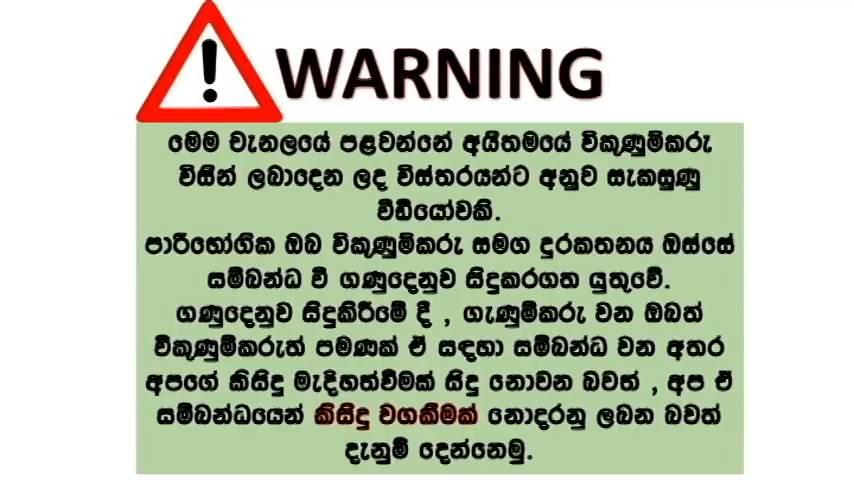 WARNING
මෙම චැනලයේ පළවන්නේ අයිතමයේ විකුණුම්කරු
විසින් ලබාදෙන ලද විස්තරයන්ට අනුව සැකසුණු
වීඩියෝවකි.
පාරිභෝගික ඔබ විකුණුම්කරු සමග දුරකතනය ඔස්සේ
සම්බන්ධ වී ගණුදෙනුව සිදුකරගත යුතුවේ.
ගණුදෙනුව සිදුකිරීමේ දී , ගැණුම්කරු වන ඔබත්
විකුණුම්කරුත් පමණක් ඒ සඳහා සම්බන්ධ වන අතර
අපගේ කිසිදු මැදිහත්වීමක් සිදු නොවන බවත් , අප ඒ
සම්බන්ධයෙන් කිසිදු වගකීමක් නොදරනු ලබන බවත්
දැනුම් දෙන්නෙමු.